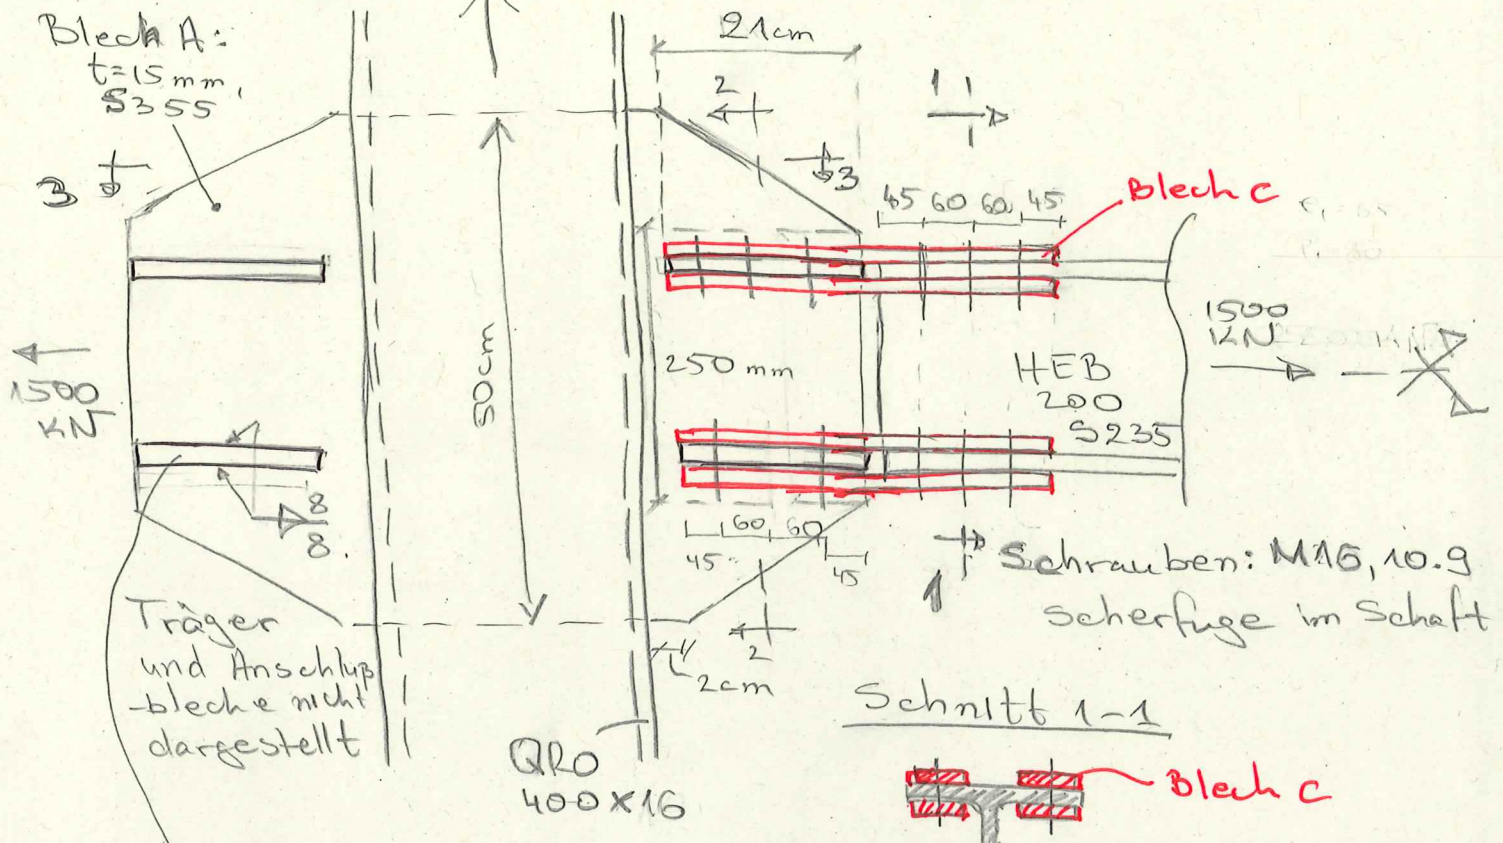 Blech A:
t=15 mm,
S355
21cm
2
1
3
3
45 60 60 45
Blech C
1500
KN
50cm
250 mm
HEB
200
S235
1500
KN
8
8
45 60 60 45
2
2cm
1
Schrauben: M16, 10.9
Scherfuge im Schaft
Träger
und Anschluß
-bleche nicht
dargestellt
QRO
400x16
Schnitt 1-1
Blech C